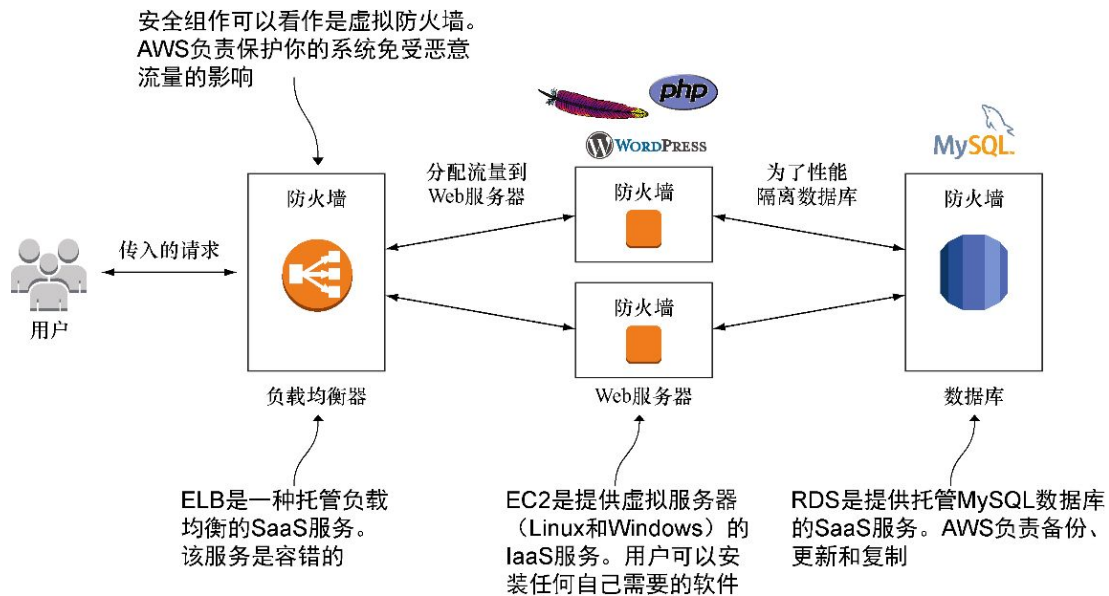 安全组作可以看作是虚拟防火墙。
AWS负责保护你的系统免受恶意
流量的影响
php
WORDPRESS
MySQL
分配流量到
Web服务器
为了性能
隔离数据库
防火墙
防火墙
防火墙
传入的请求
用户
防火墙
负载均衡器
Web服务器
数据库
ELB是一种托管负载
均衡的SaaS服务。
该服务是容错的
EC2是提供虚拟服务器
（Linux和Windows）的
IaaS服务。用户可以安
装任何自己需要的软件
RDS是提供托管MySQL数据库
的SaaS服务。AWS负责备份、
更新和复制